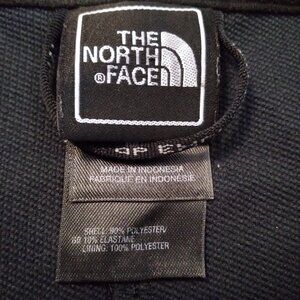 THE
NORTH
®FACE
MADE IN INDONESIA
FABRIQUÉ EN INDONÉSIE
SHELL: 90% POLYESTER/
10% ELASTANE
LINING: 100% POLYESTER